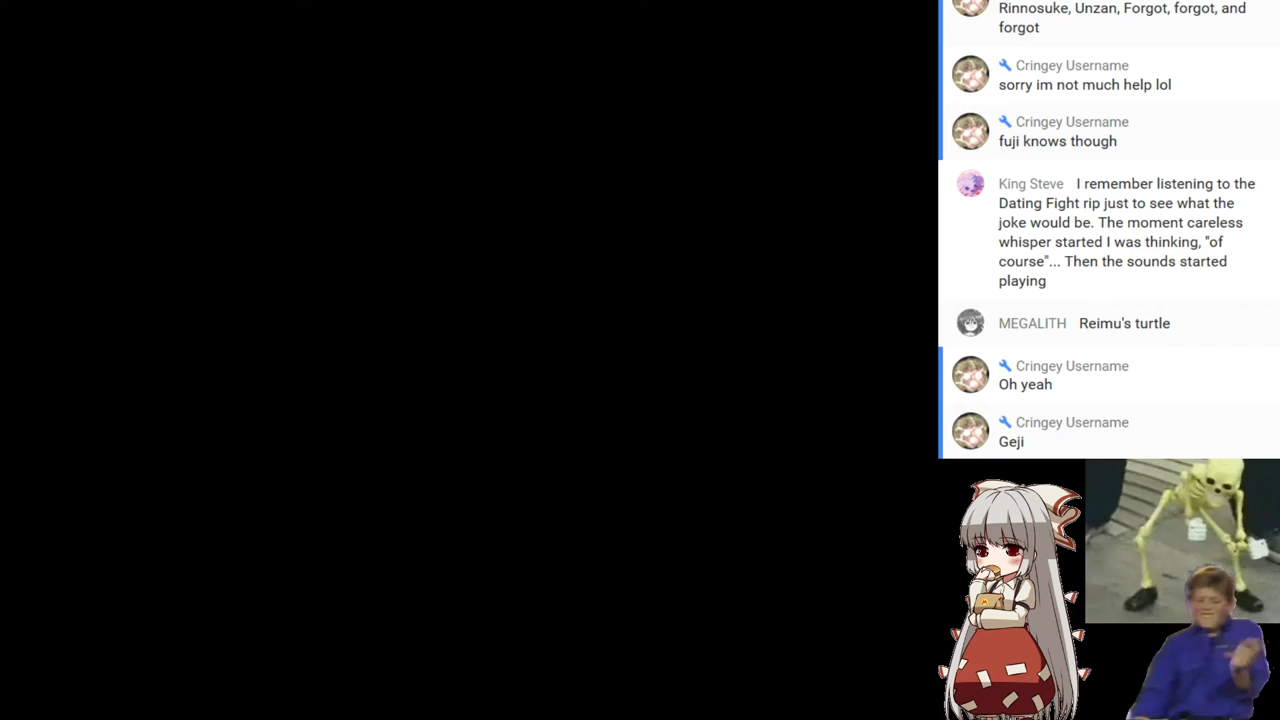 Rinnosuke, Unzan, Forgot, forgot, and
forgot
Cringey Username
sorry im not much help lol
Cringey Username
fuji knows though
King Steve I remember listening to the
Dating Fight rip just to see what the
joke would be. The moment careless
whisper started I was thinking, "of
course"... Then the sounds started
playing
MEGALITH Reimu's turtle
Cringey Username
Oh yeah
Cringey Username
Geji